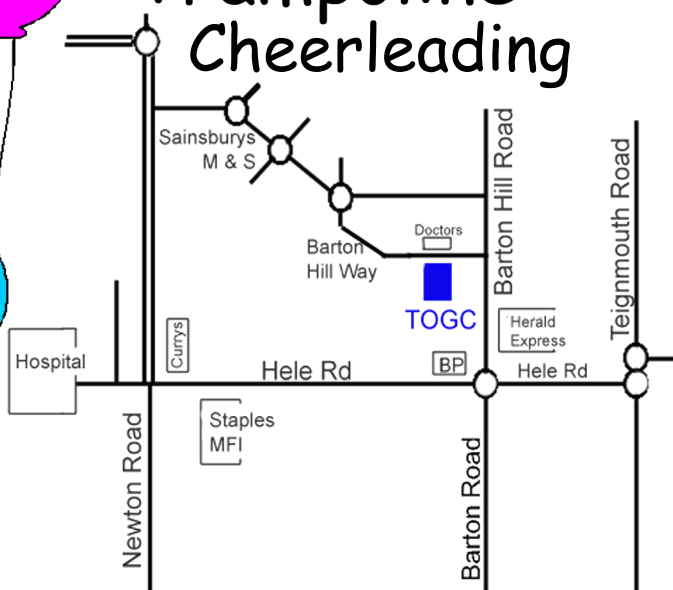 Trampoline
Cheerleading
Sainsburys
M & S
Barton Hill Road
Teignmouth Road
Doctors
Barton
Hill Way
TOGC
Herald
Express
Currys
Hospital
Hele Rd
BP
Hele Rd
Staples
MFI
Newton Road
Barton Road